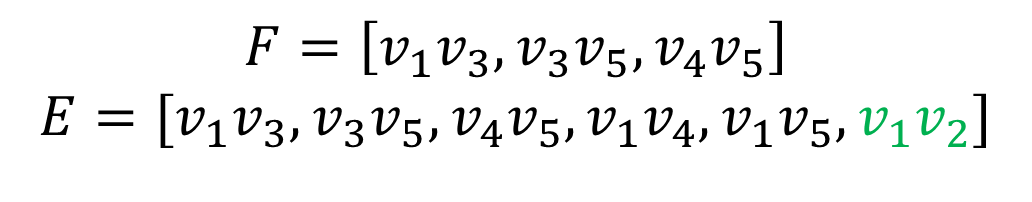 F = [v₁v₃, v₃v₅, v₄v₅]
E = [v₁v₃, v₃v₅, v₄v₅, v₁v₄, v₁v₅, v₁v₂]